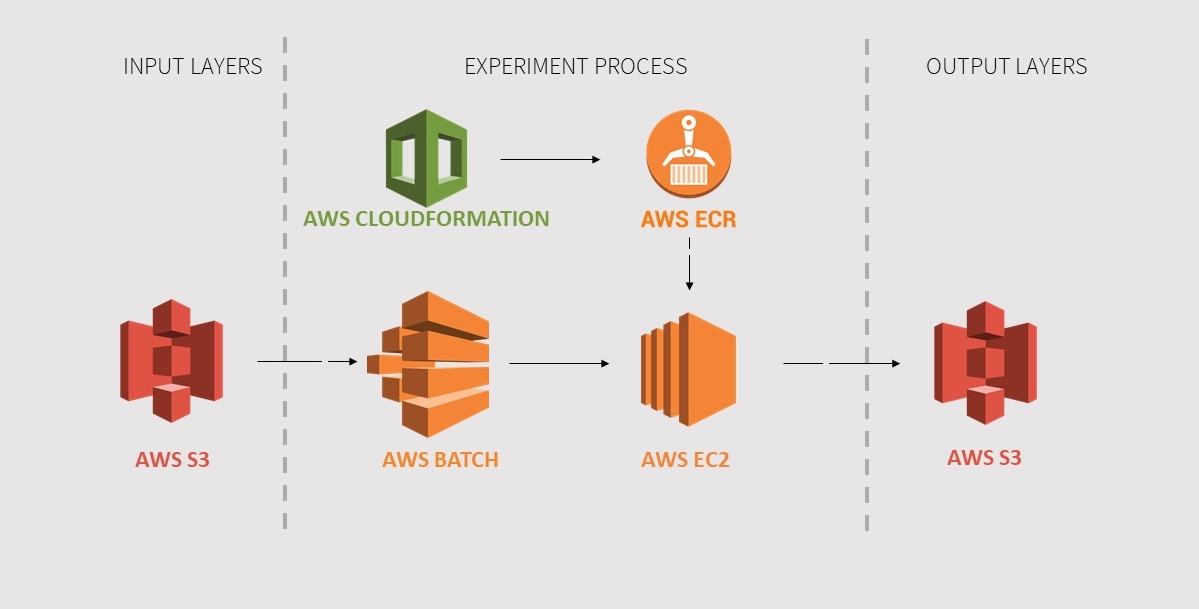 INPUT LAYERS
EXPERIMENT PROCESS
OUTPUT LAYERS
AWS CLOUDFORMATION
AWS ECR
AWS S3
AWS BATCH
AWS EC2
AWS S3